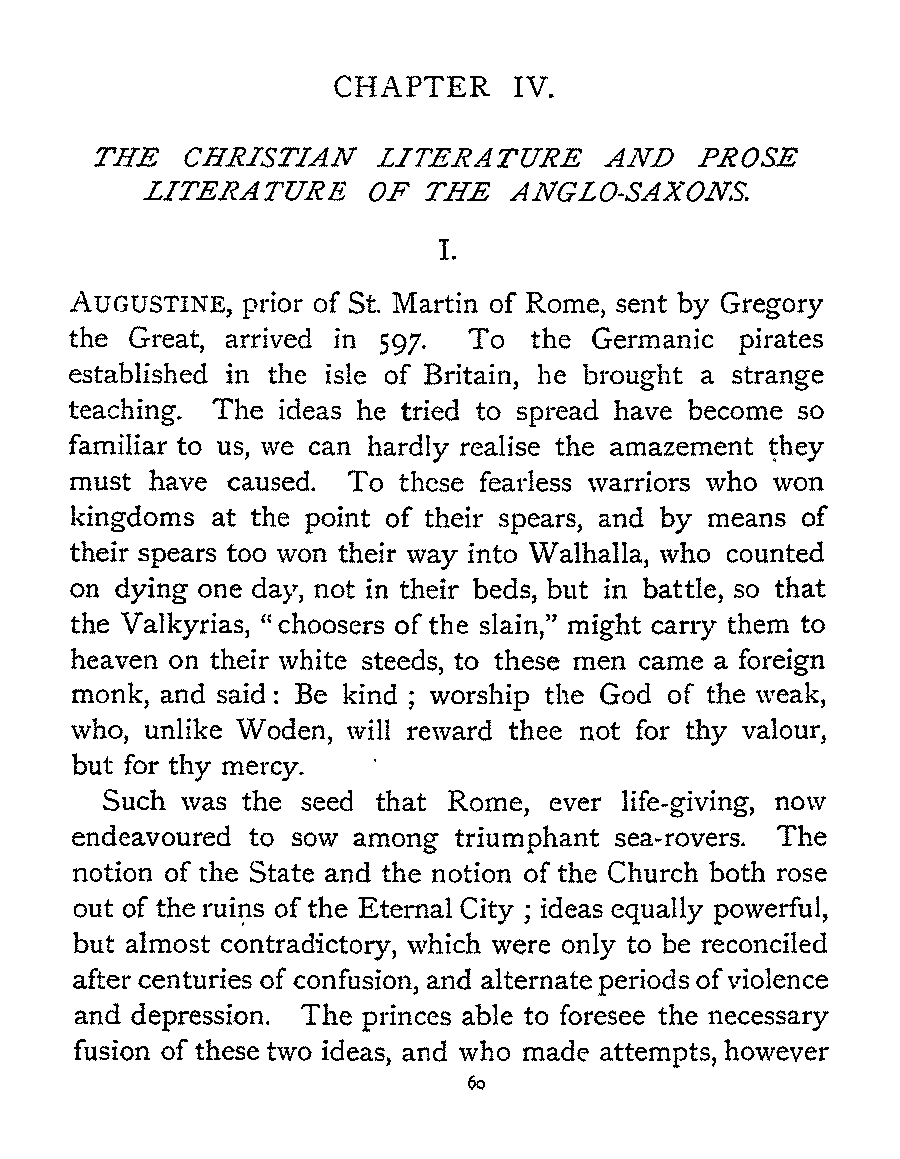 CHAPTER IV.
THE CHRISTIAN LITERATURE AND PROSE
LITERATURE OF THE ANGLO-SAXONS.
I.
AUGUSTINE, prior of St. Martin of Rome, sent by Gregory
the Great, arrived in 597. To the Germanic pirates
established in the isle of Britain, he brought a strange
teaching. The ideas he tried to spread have become so
familiar to us, we can hardly realise the amazement they
must have caused. To these fearless warriors who won
kingdoms at the point of their spears, and by means of
their spears too won their way into Walhalla, who counted
on dying one day, not in their beds, but in battle, so that
the Valkyrias, “choosers of the slain,” might carry them to
heaven on their white steeds, to these men came a foreign
monk, and said: Be kind; worship the God of the weak,
who, unlike Woden, will reward thee not for thy valour,
but for thy mercy.
Such was the seed that Rome, ever life-giving, now
endeavoured to sow among triumphant sea-rovers. The
notion of the State and the notion of the Church both rose
out of the ruins of the Eternal City; ideas equally powerful,
but almost contradictory, which were only to be reconciled
after centuries of confusion, and alternate periods of violence
and depression. The princes able to foresee the necessary
fusion of these two ideas, and who made attempts, however
60